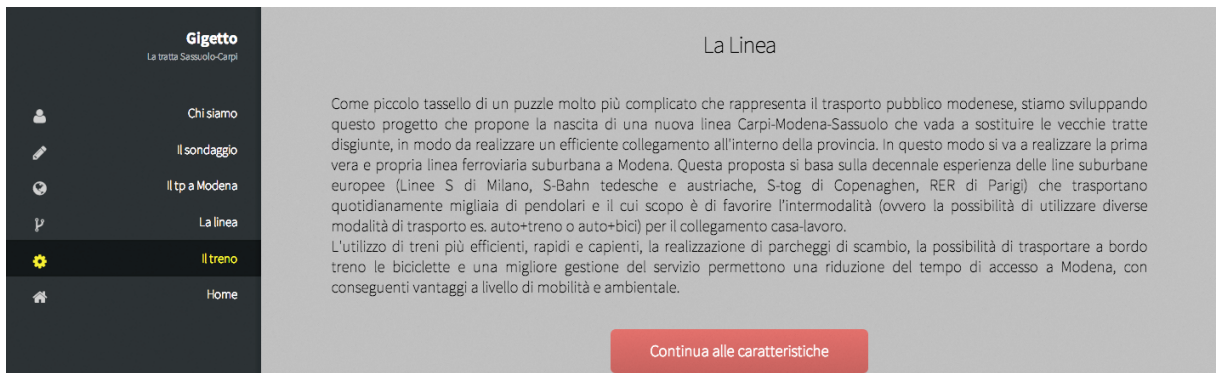 Gigetto
La tratta Sassuolo-Carpi
Chi siamo
Il sondaggio
Il tp a Modena
La linea
Il treno
Home
La Linea
Come piccolo tassello di un puzzle molto più complicato che rappresenta il trasporto pubblico modenese, stiamo sviluppando
questo progetto che propone la nascita di una nuova linea Carpi-Modena-Sassuolo che vada a sostituire le vecchie tratte
disgiunte, in modo da realizzare un efficiente collegamento all'interno della provincia. In questo modo si va a realizzare la prima
vera e propria linea ferroviaria suburbana a Modena. Questa proposta si basa sulla decennale esperienza delle line suburbane
europee (Linee S di Milano, S-Bahn tedesche e austriache, S-tog di Copenaghen, RER di Parigi) che trasportano
quotidianamente migliaia di pendolari e il cui scopo è di favorire l'intermodalità (ovvero la possibilità di utilizzare diverse
modalità di trasporto es. auto+treno o auto+bici) per il collegamento casa-lavoro.
L'utilizzo di treni più efficienti, rapidi e capienti, la realizzazione di parcheggi di scambio, la possibilità di trasportare a bordo
treno le biciclette e una migliore gestione del servizio permettono una riduzione del tempo di accesso a Modena, con
conseguenti vantaggi a livello di mobilità e ambientale.
Continua alle caratteristiche